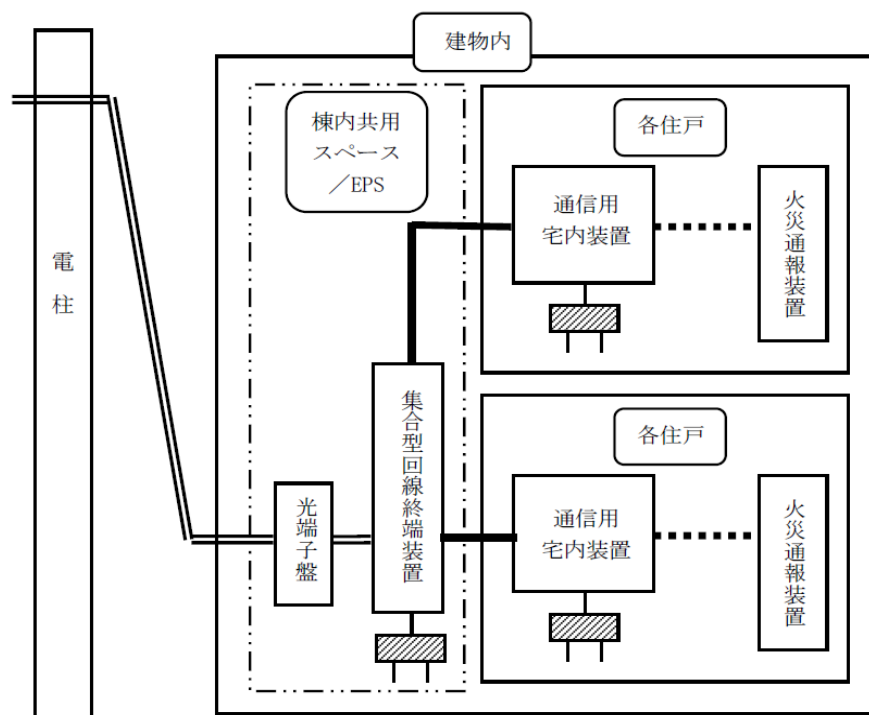 建物内
棟内共用
スペース
／EPS
各住戸
通信用
宅内装置
火災通報装置
電柱
集合型回線終端装置
各住戸
光端子盤
通信用
宅内装置
火災通報装置